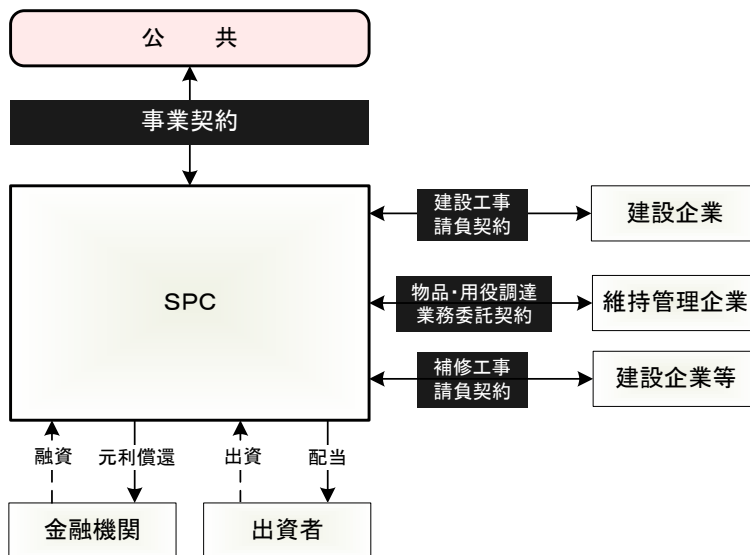 公　　共
事業契約
建設工事
請負契約
建設企業
SPC
物品・用役調達
業務委託契約
維持管理企業
補修工事
請負契約
建設企業等
融資
元利償還
出資
配当
金融機関
出資者